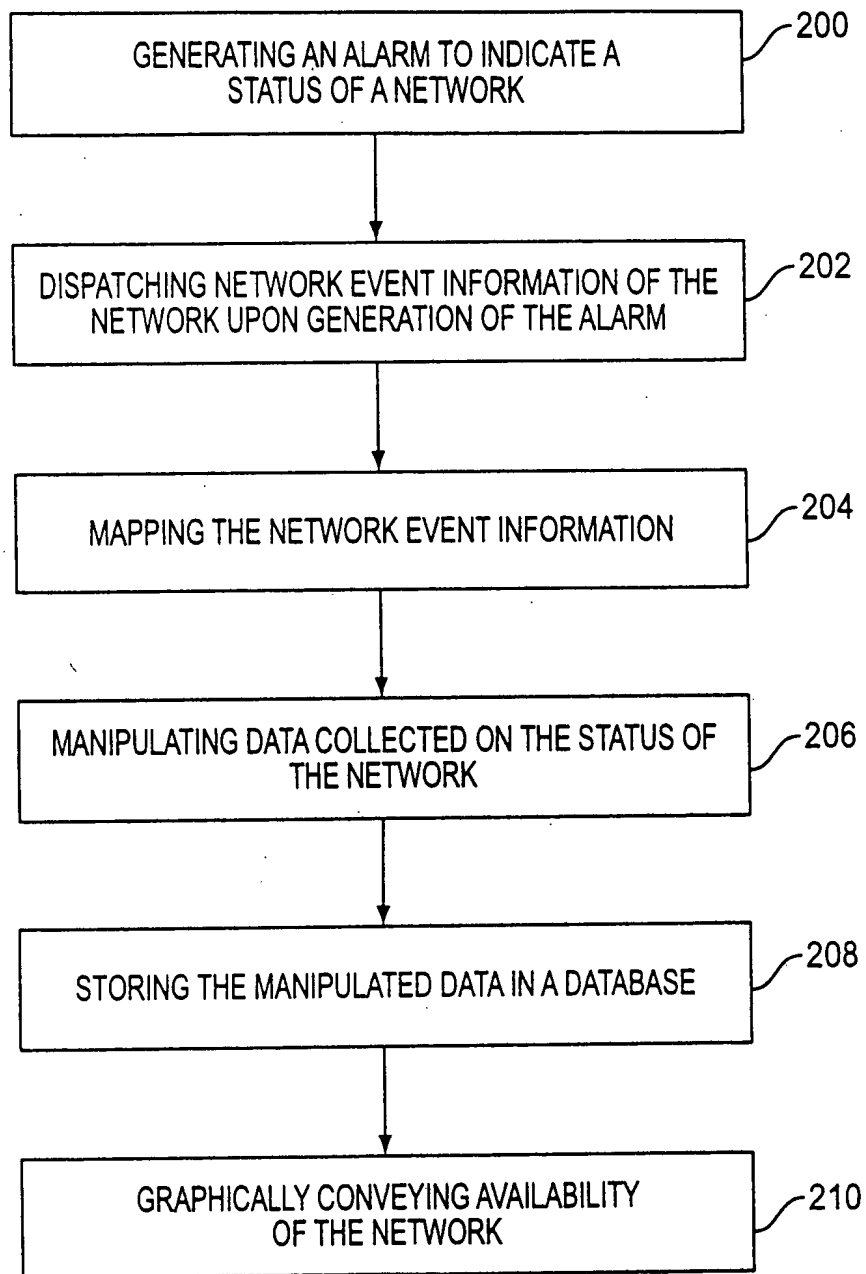 GENERATING AN ALARM TO INDICATE A
STATUS OF A NETWORK
200
DISPATCHING NETWORK EVENT INFORMATION OF THE
NETWORK UPON GENERATION OF THE ALARM
202
MAPPING THE NETWORK EVENT INFORMATION
204
MANIPULATING DATA COLLECTED ON THE STATUS OF
THE NETWORK
206
STORING THE MANIPULATED DATA IN A DATABASE
208
GRAPHICALLY CONVEYING AVAILABILITY
OF THE NETWORK
210